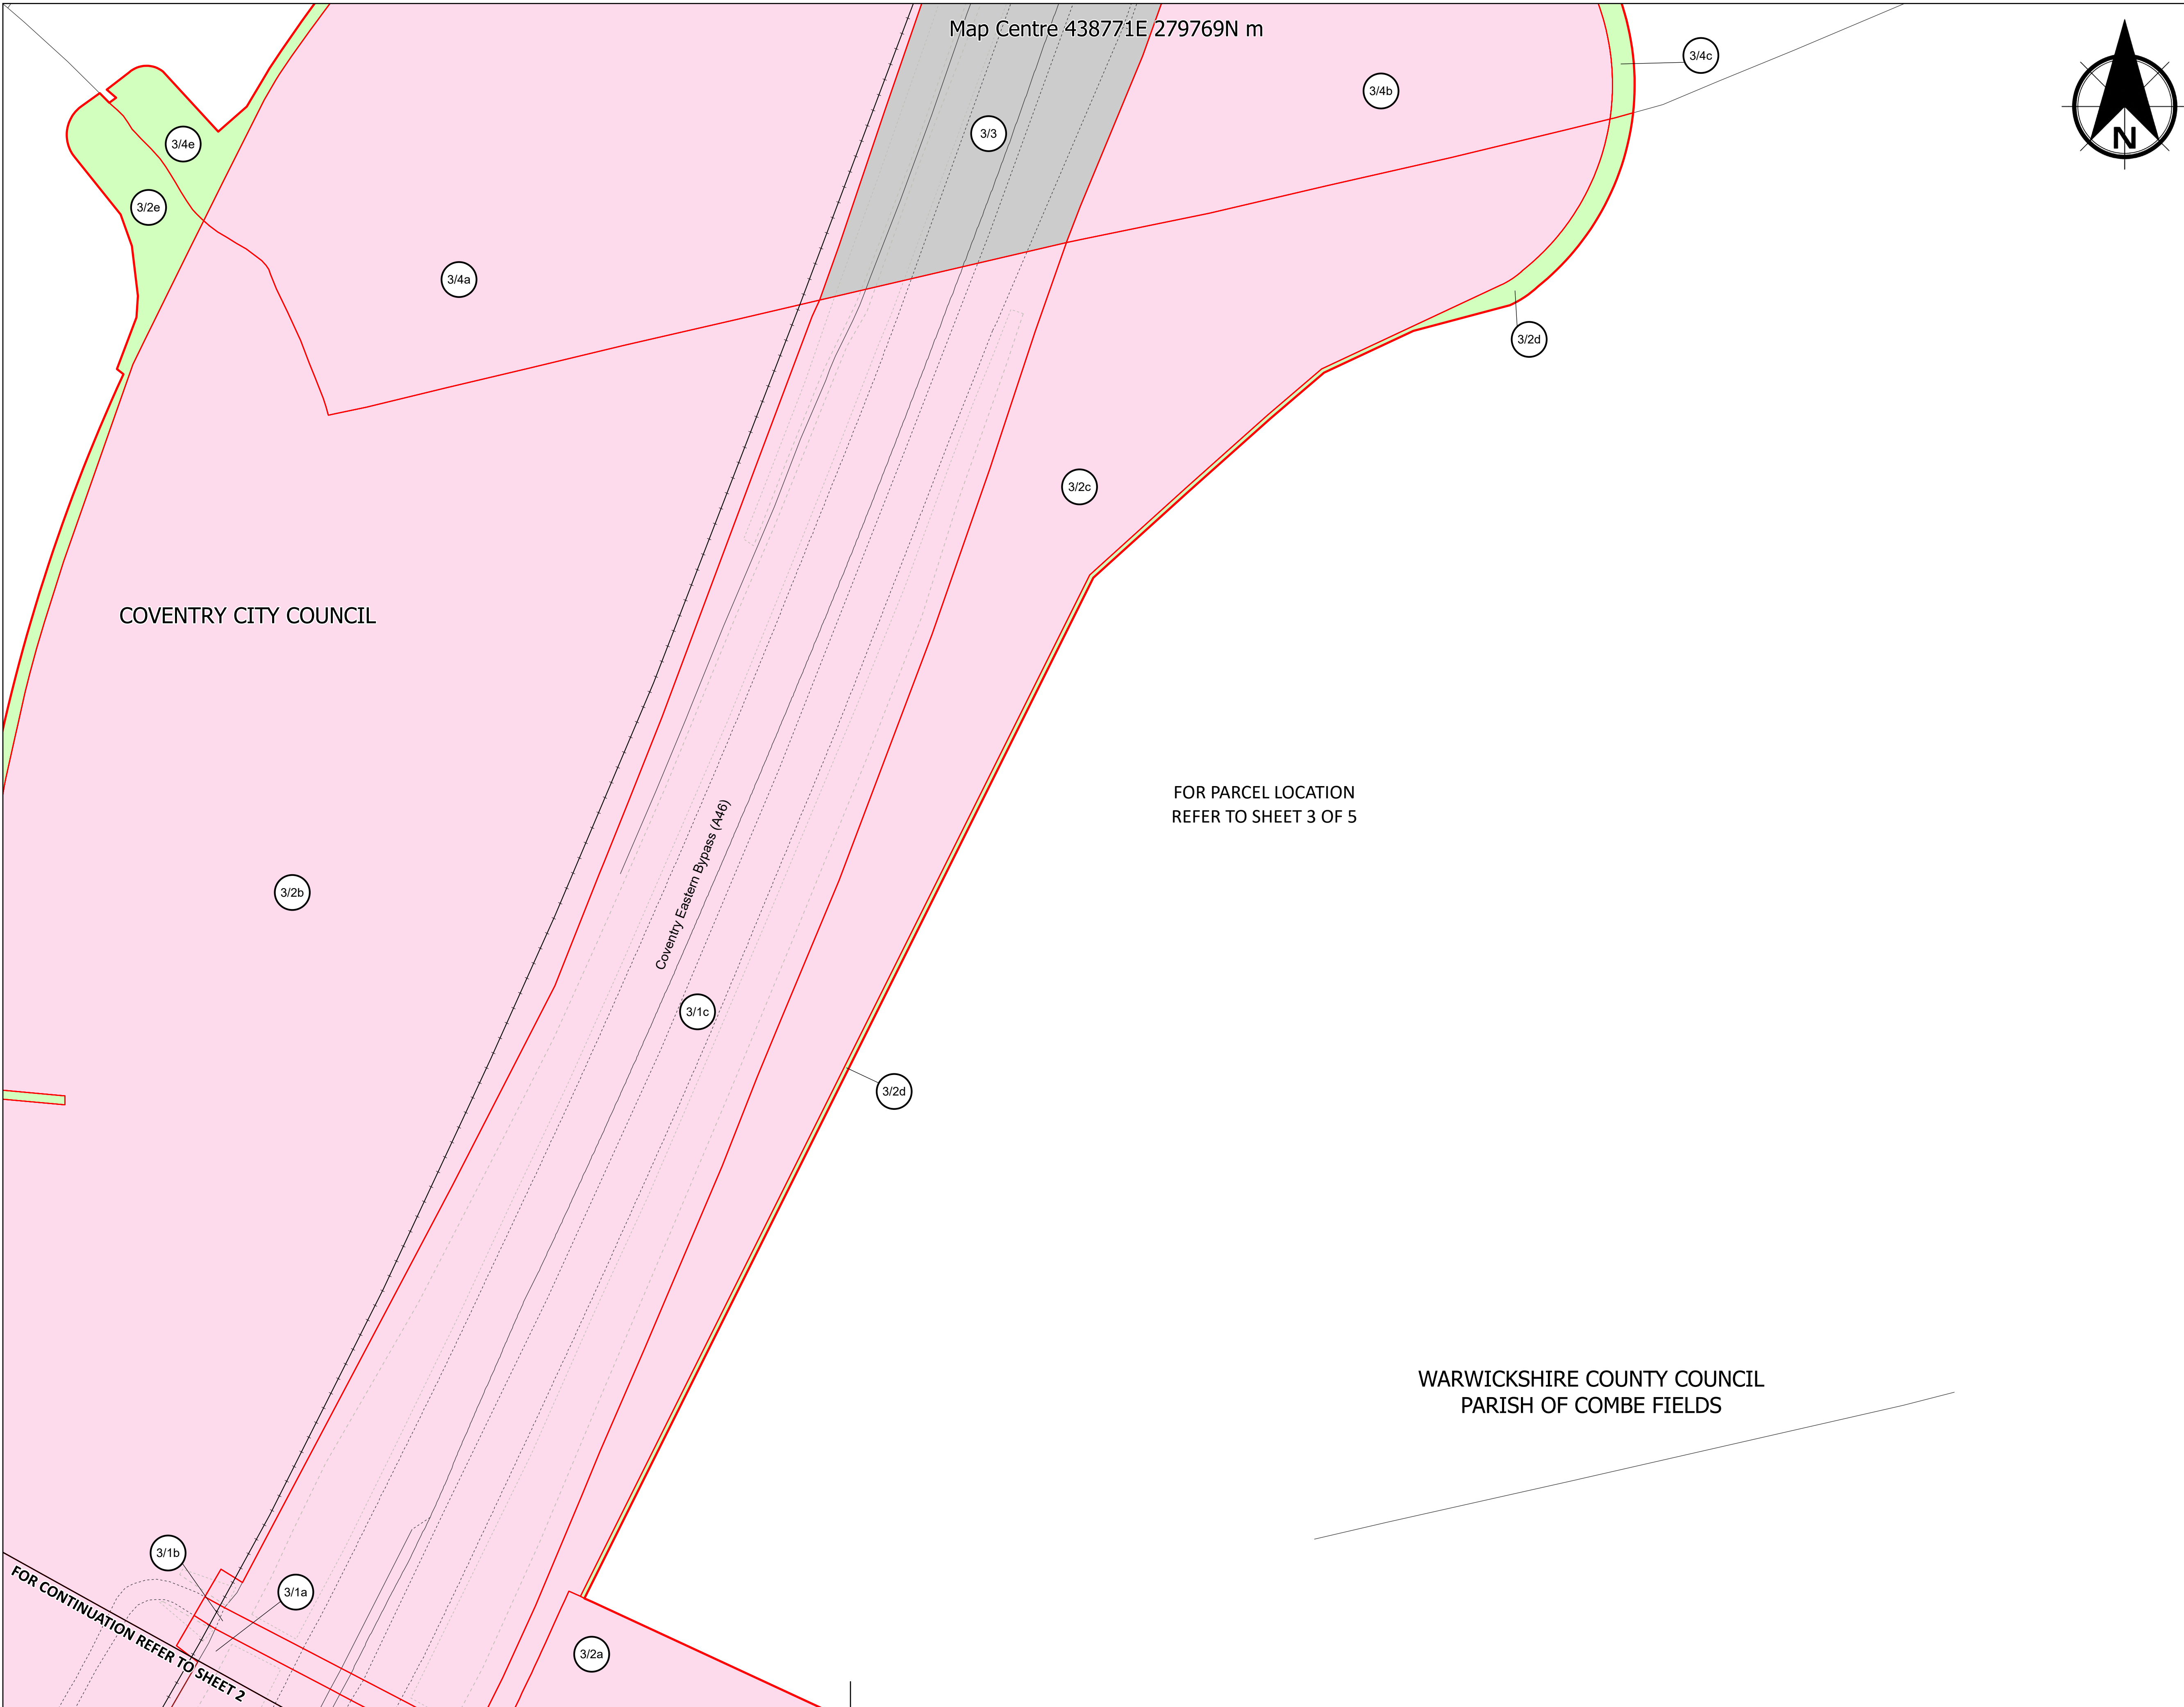 Map Centre 438771E 279769N m
3/4c
3/4b
3/3
3/4e
N
3/2e
3/4a
3/2d
3/2c
COVENTRY CITY COUNCIL
FOR PARCEL LOCATION
REFER TO SHEET 3 OF 5
Coventry Eastern Bypass (A46)
3/2b
3/1c
3/2d
WARWICKSHIRE COUNTY COUNCIL
PARISH OF COMBE FIELDS
3/1b
3/1a
FOR CONTINUATION REFER TO SHEET 2
3/2a